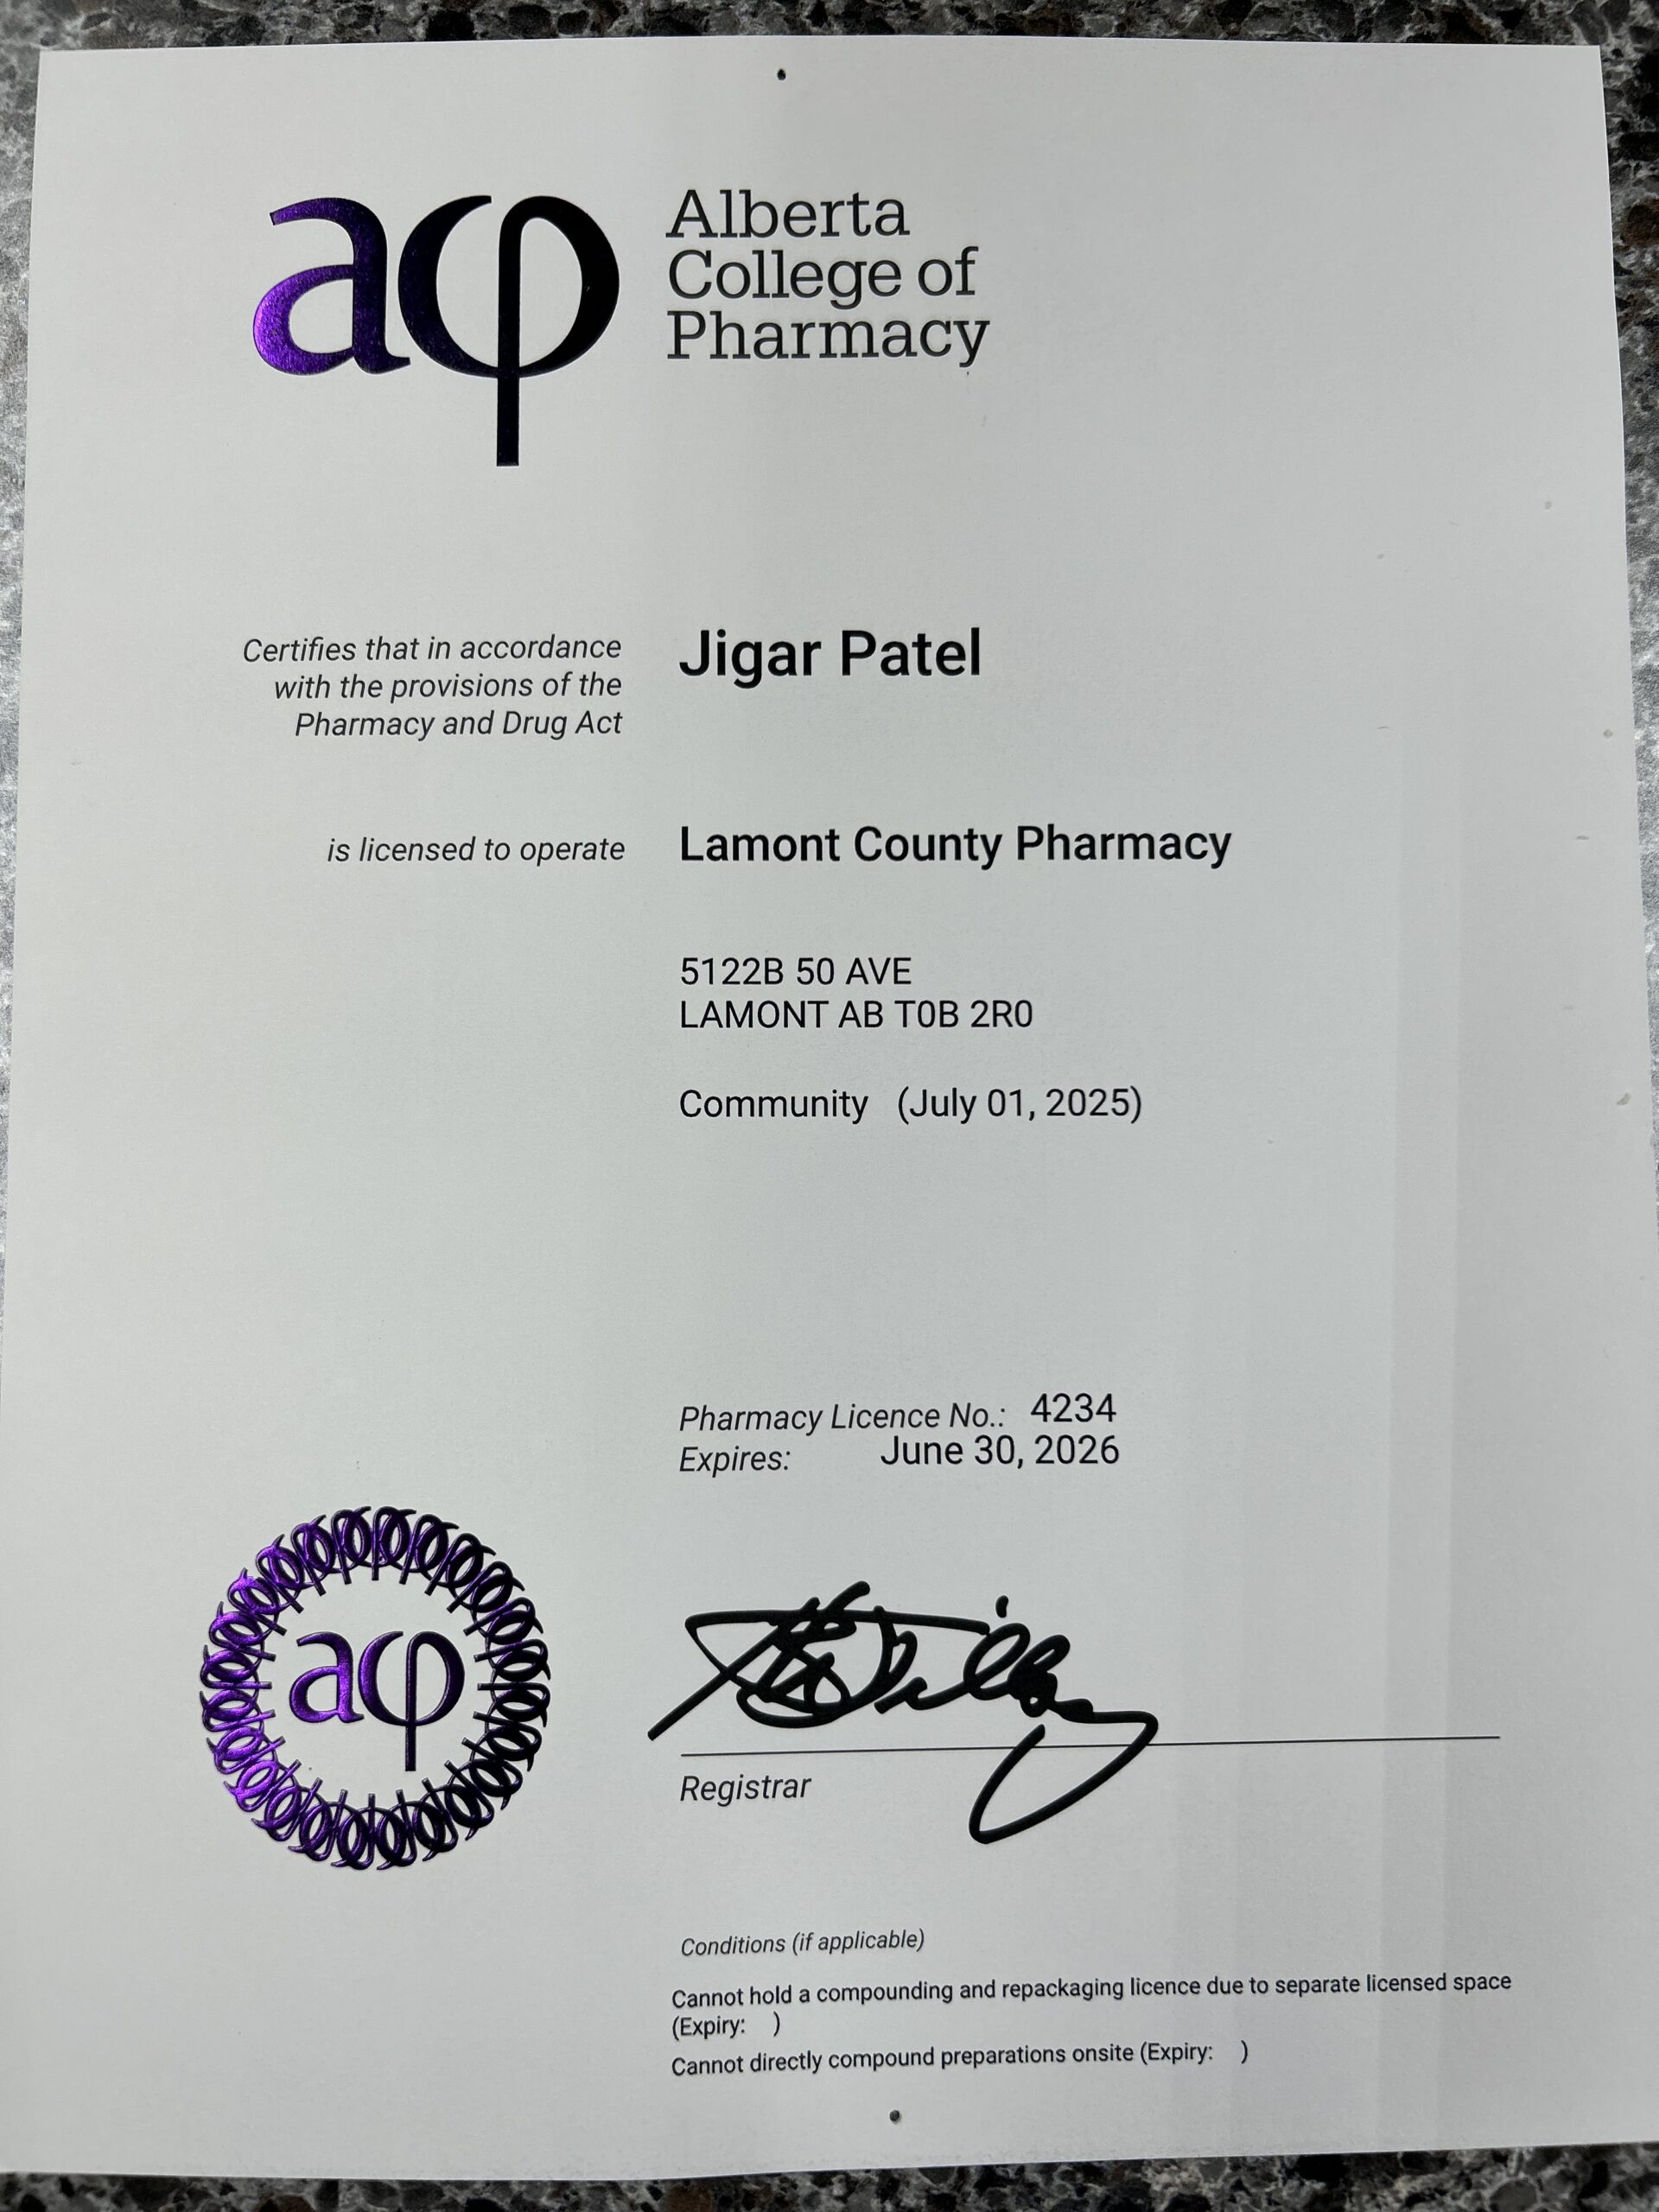 aφ
Alberta
College of
Pharmacy
Certifies that in accordance
with the provisions of the
Pharmacy and Drug Act
Jigar Patel
is licensed to operate
Lamont County Pharmacy
5122B 50 AVE
LAMONT AB T0B 2R0
Community (July 01, 2025)
Pharmacy Licence No.: 4234
Expires: June 30, 2026
aφ
Registrar
Conditions (if applicable)
Cannot hold a compounding and repackaging licence due to separate licensed space
(Expiry: )
Cannot directly compound preparations onsite (Expiry: )